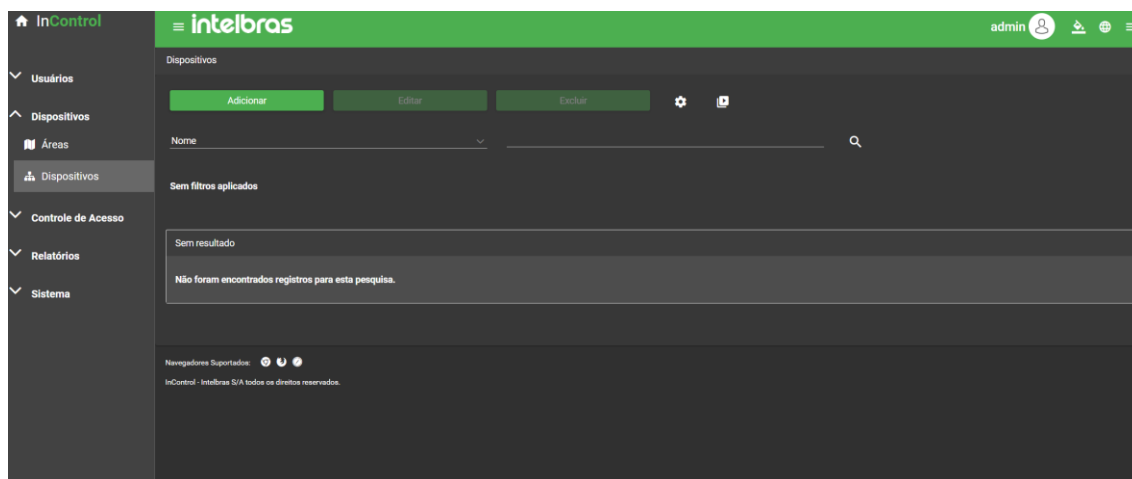 InControl
intelbras
admin
Usuários
Dispositivos
Áreas
Dispositivos
Controle de Acesso
Relatórios
Sistema
Dispositivos
Adicionar Editar Excluir
Nome
Sem filtros aplicados
Sem resultado
Não foram encontrados registros para esta pesquisa.
Navegadores Suportados:
InControl - Intelbras S/A todos os direitos reservados.